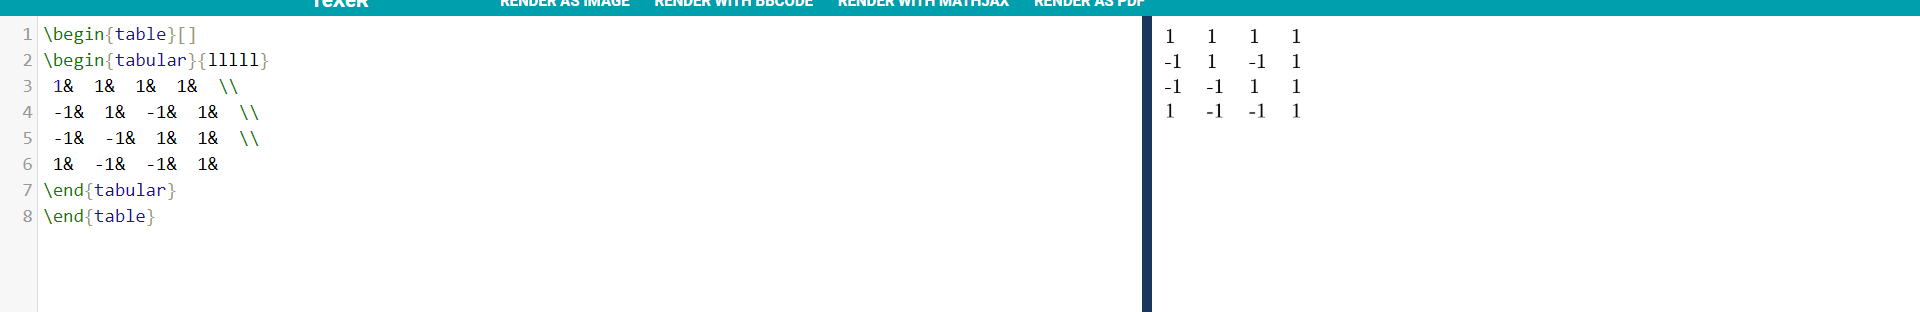 TeXeR RENDER AS IMAGE RENDER WITH BBCODE RENDER WITH MATHJAX RENDER AS PDF
1 \begin{table}[]
2 \begin{tabular}{lllll}
3 1& 1& 1& 1& \\
4 -1& 1& -1& 1& \\
5 -1& -1& 1& 1& \\
6 1& -1& -1& 1&
7 \end{tabular}
8 \end{table}
1 1 1 1
-1 1 -1 1
-1 -1 1 1
1 -1 -1 1